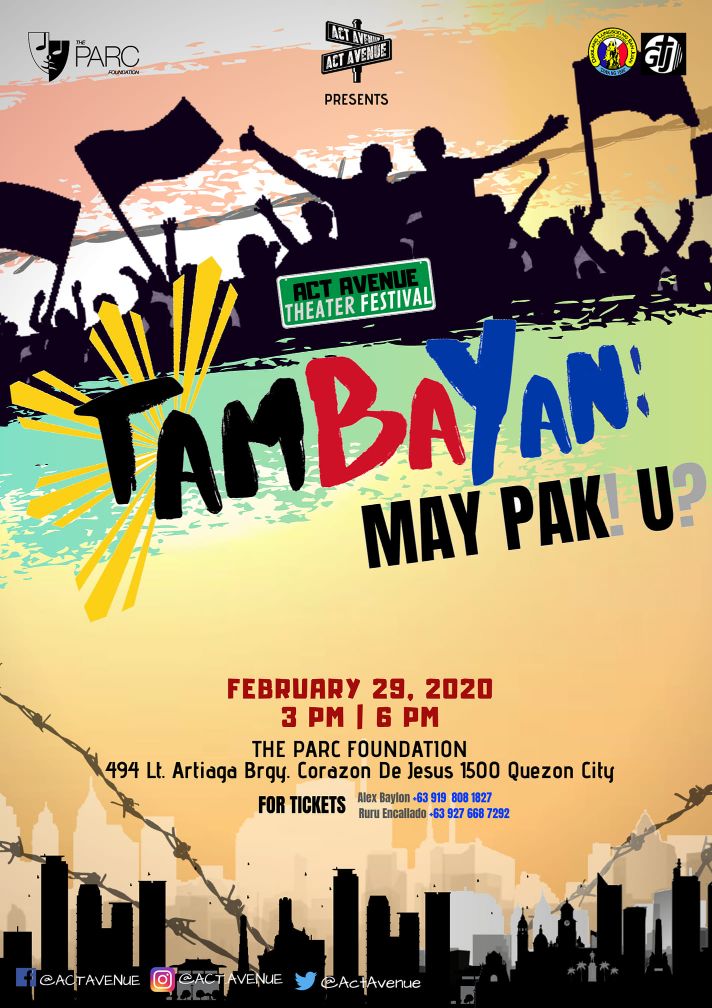 THE
PARC
FOUNDATION
ACT AVENUE
ACT AVENUE
PRESENTS
GTJ
ACT AVENUE
THEATER FESTIVAL
TAMBAYAN:
MAY PAK! U?
FEBRUARY 29, 2020
3 PM | 6 PM
THE PARC FOUNDATION
494 Lt. Artiaga Brgy. Corazon De Jesus 1500 Quezon City
FOR TICKETS
Alex Baylon +63 919 808 1827
Ruru Encallado +63 927 668 7292
@ACTAVENUE
@ACTAVENUE
@ActAvenue